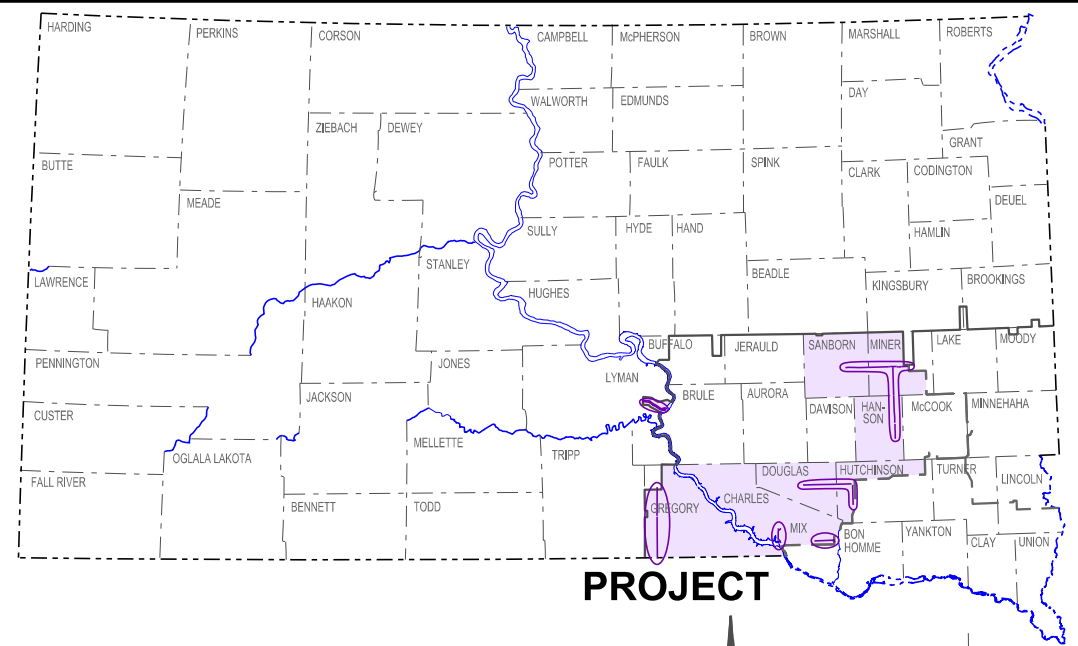 HARDING
PERKINS
CORSON
CAMPBELL
McPHERSON
BROWN
MARSHALL
ROBERTS
WALWORTH
EDMUNDS
DAY
ZIEBACH
DEWEY
GRANT
BUTTE
POTTER
FAULK
SPINK
CLARK
CODINGTON
MEADE
DEUEL
SULLY
HYDE
HAND
HAMLIN
STANLEY
BEADLE
LAWRENCE
HUGHES
KINGSBURY
BROOKINGS
HAAKON
BUFFALO
JERAULD
SANBORN
MINER
LAKE
MOODY
PENNINGTON
JONES
LYMAN
BRULE
AURORA
JACKSON
DAVISON
HAN-
SON
McCOOK
MINNEHAHA
CUSTER
MELLETTE
TRIPP
OGLALA LAKOTA
DOUGLAS
HUTCHINSON
TURNER
FALL RIVER
LINCOLN
BENNETT
TODD
GREGORY
CHARLES
MIX
BON
HOMME
YANKTON
CLAY
UNION
PROJECT